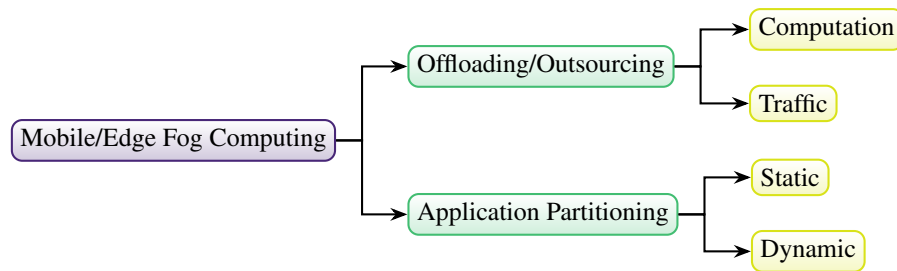 Computation
Offloading/Outsourcing
Traffic
Mobile/Edge Fog Computing
Static
Application Partitioning
Dynamic